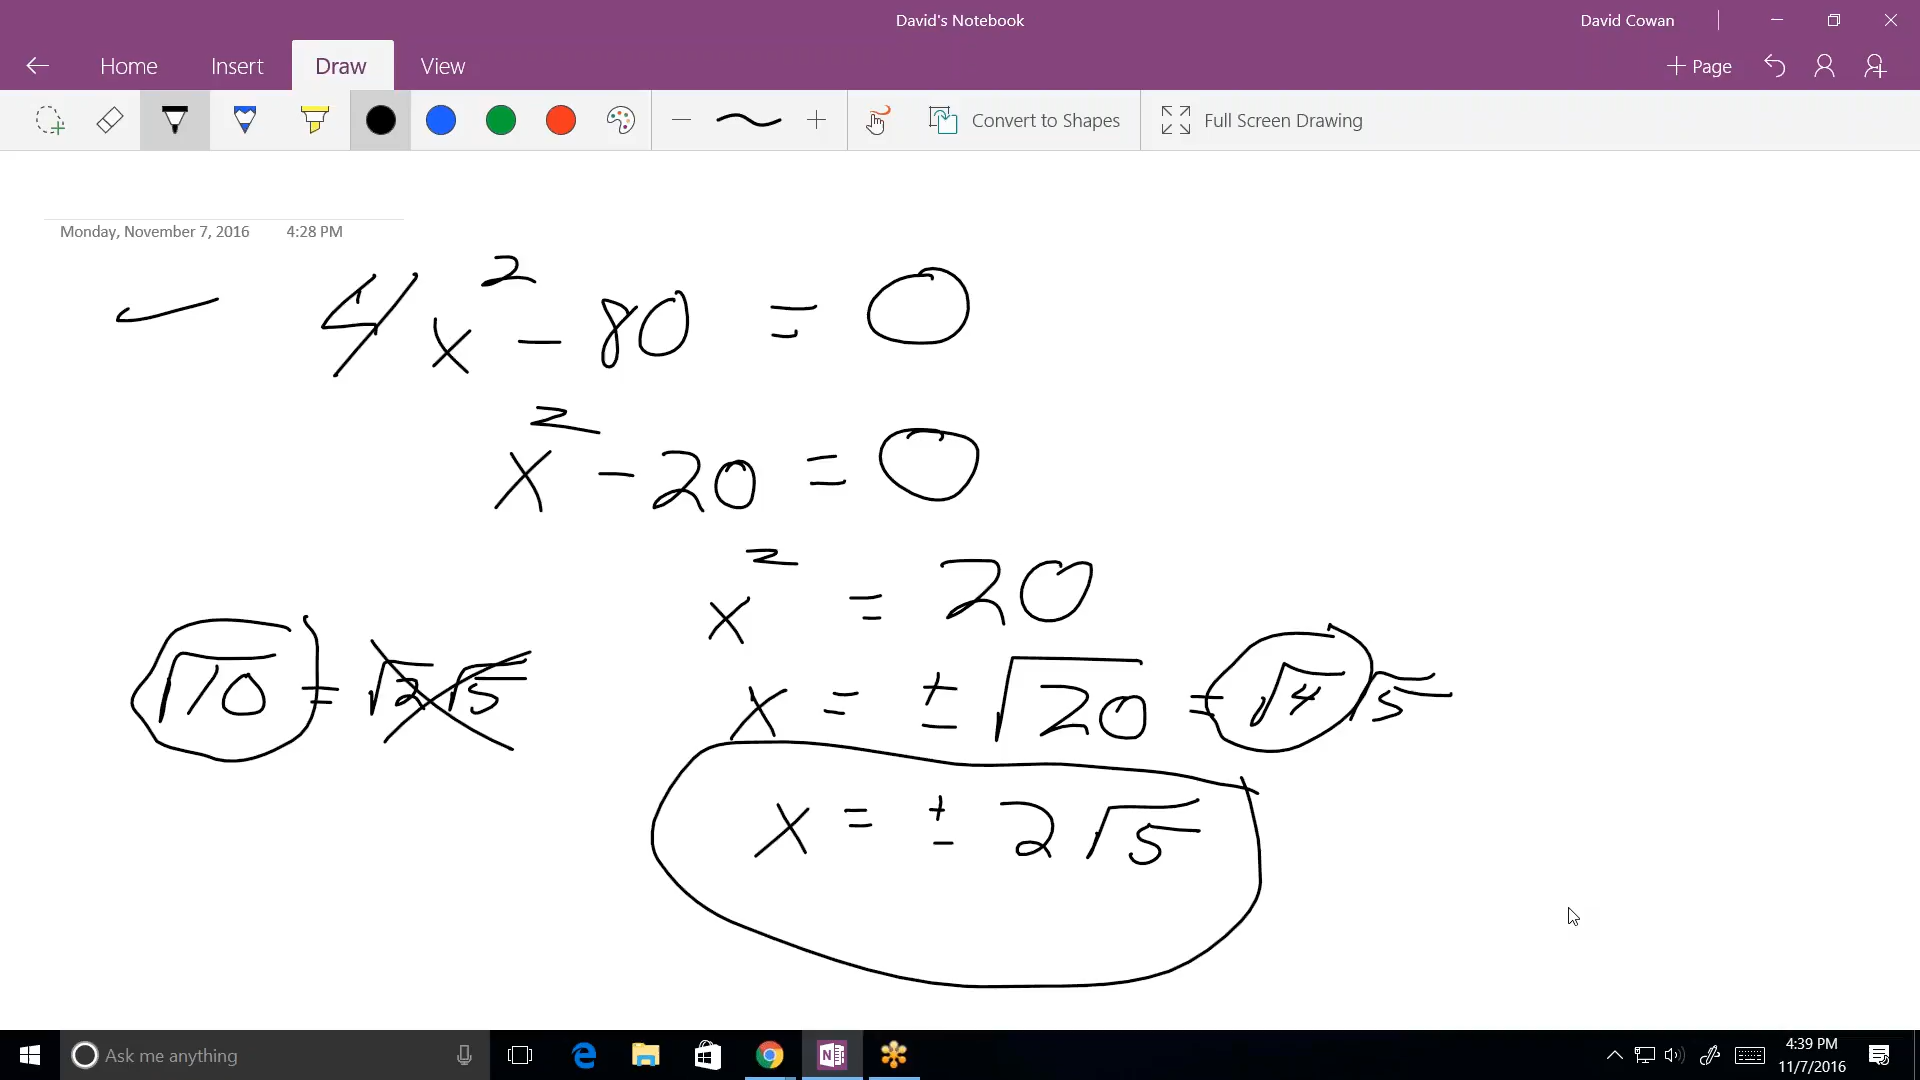 David's Notebook
David Cowan
Home Insert Draw View
+ Page
Convert to Shapes
Full Screen Drawing
Monday, November 7, 2016 4:28 PM
4x² - 80 = 0
x² - 20 = 0
x² = 20
√10 = √2 √5
x = ± √20 = √4 √5
x = ± 2√5
Ask me anything
4:39 PM
11/7/2016